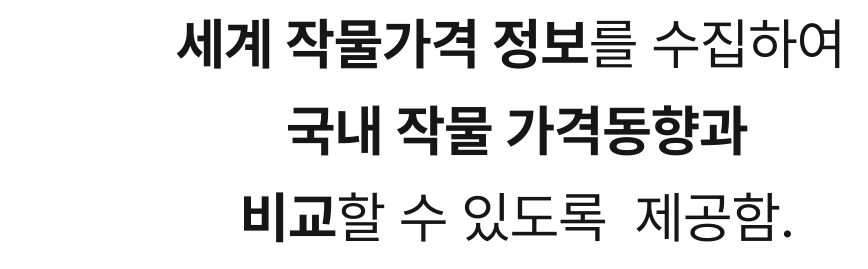 세계 작물가격 정보를 수집하여
국내 작물 가격동향과
비교할 수 있도록  제공함.